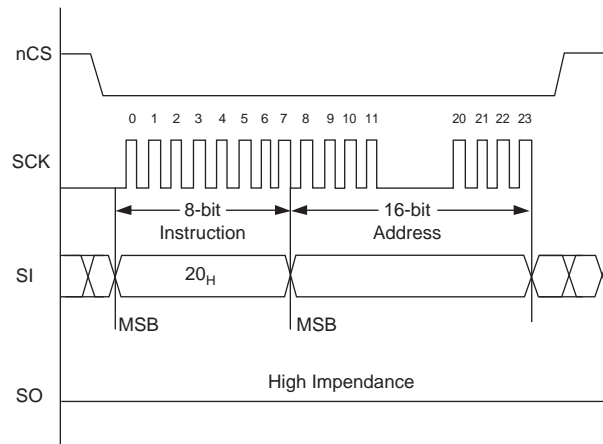 nCS
0 1 2 3 4 5 6 7 8 9 10 11 20 21 22 23
SCK
8-bit 16-bit
Instruction Address
SI 20H
MSB MSB
High Impendance
SO